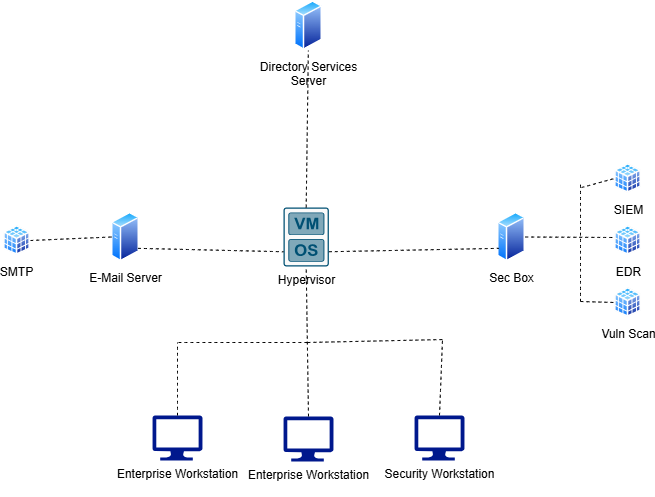 Directory Services
Server
SIEM
VM
OS
SMTP
E-Mail Server
Hypervisor
Sec Box
EDR
Vuln Scan
Enterprise Workstation
Enterprise Workstation
Security Workstation